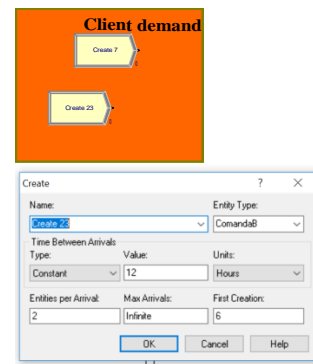 Client demand
Create 7
Create 23
Create ? ×
Name: Entity Type:
Create 23 ComandaB
Time Between Arrivals
Type: Value: Units:
Constant 12 Hours
Entities per Arrival: Max Arrivals: First Creation:
2 Infinite 6
OK Cancel Help